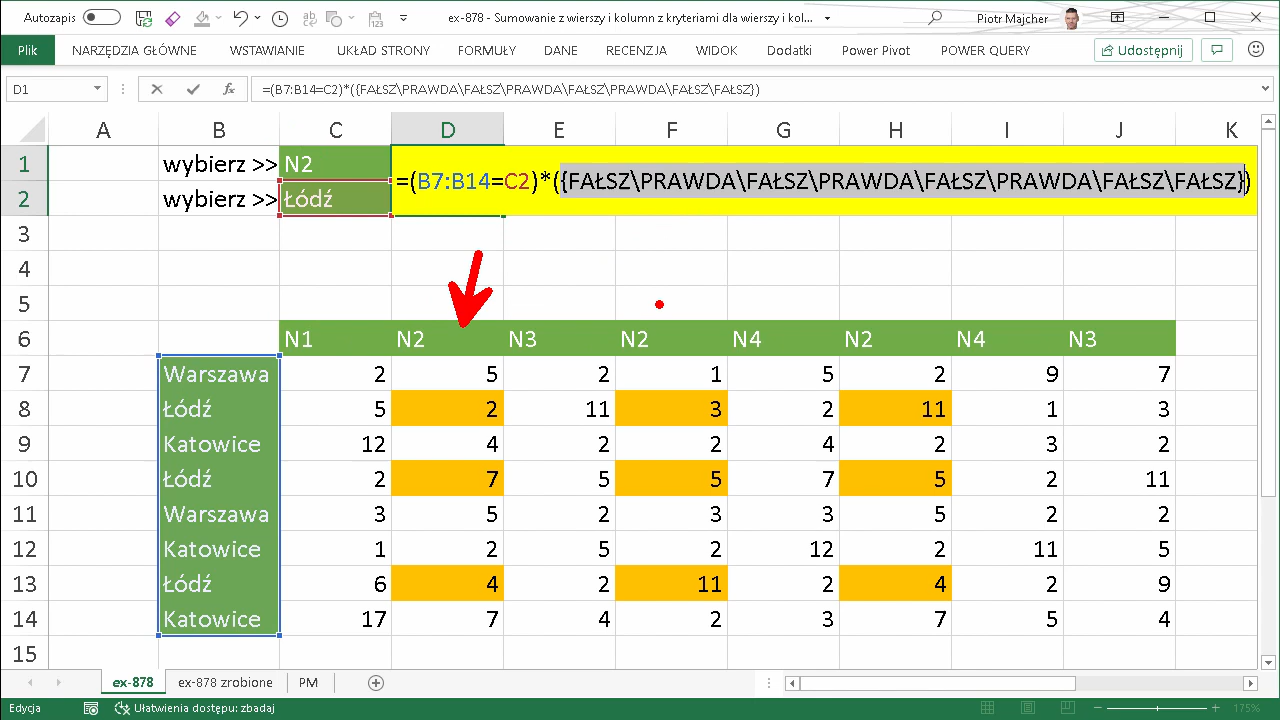 Autozapis
ex-878 - Sumowanie z wierszy i kolumn z kryteriami dla wierszy i
Piotr Majcher
Plik NARZĘDZIA GŁÓWNE WSTAWIANIE UKŁAD STRONY FORMUŁY DANE RECENZJA WIDOK Dodatki Power Pivot POWER QUERY Udostępnij
D1 fx =(B7:B14=C2)*({FAŁSZ\PRAWDA\FAŁSZ\PRAWDA\FAŁSZ\PRAWDA\FAŁSZ\FAŁSZ})
A B C D E F G H I J K
1 wybierz >> N2
=(B7:B14=C2)*({FAŁSZ\PRAWDA\FAŁSZ\PRAWDA\FAŁSZ\PRAWDA\FAŁSZ\FAŁSZ})
2 wybierz >> Łódź
3
4
5
6 N1 N2 N3 N2 N4 N2 N4 N3
7 Warszawa 2 5 2 1 5 2 9 7
8 Łódź 5 2 11 3 2 11 1 3
9 Katowice 12 4 2 2 4 2 3 2
10 Łódź 2 7 5 5 7 5 2 11
11 Warszawa 3 5 2 3 3 5 2 2
12 Katowice 1 2 5 2 12 2 11 5
13 Łódź 6 4 2 11 2 4 2 9
14 Katowice 17 7 4 2 3 7 5 4
15
ex-878 ex-878 zrobione PM
Edycja Ułatwienia dostępu: zbadaj 175%